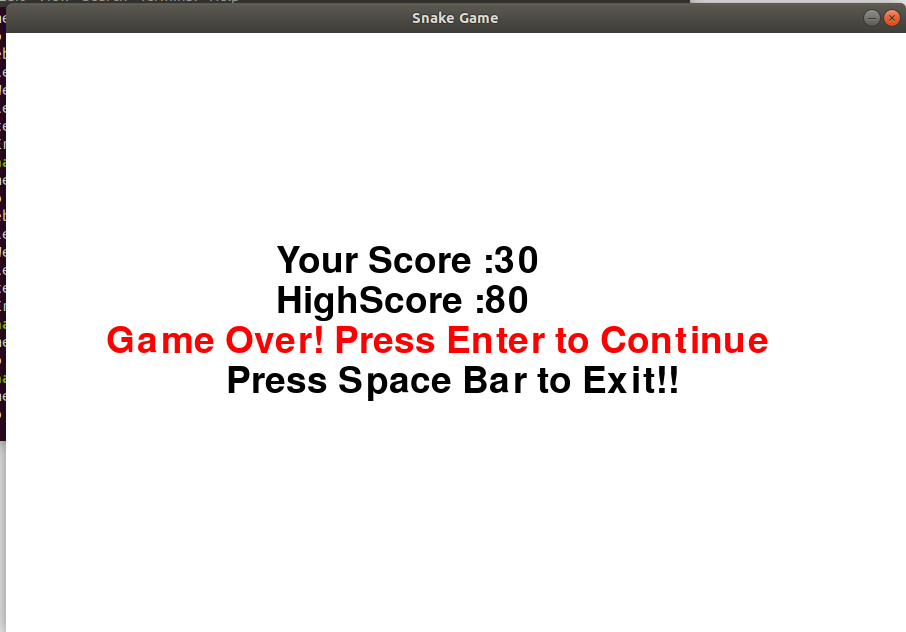 Snake Game
Your Score :30
HighScore :80
Game Over! Press Enter to Continue
Press Space Bar to Exit!!